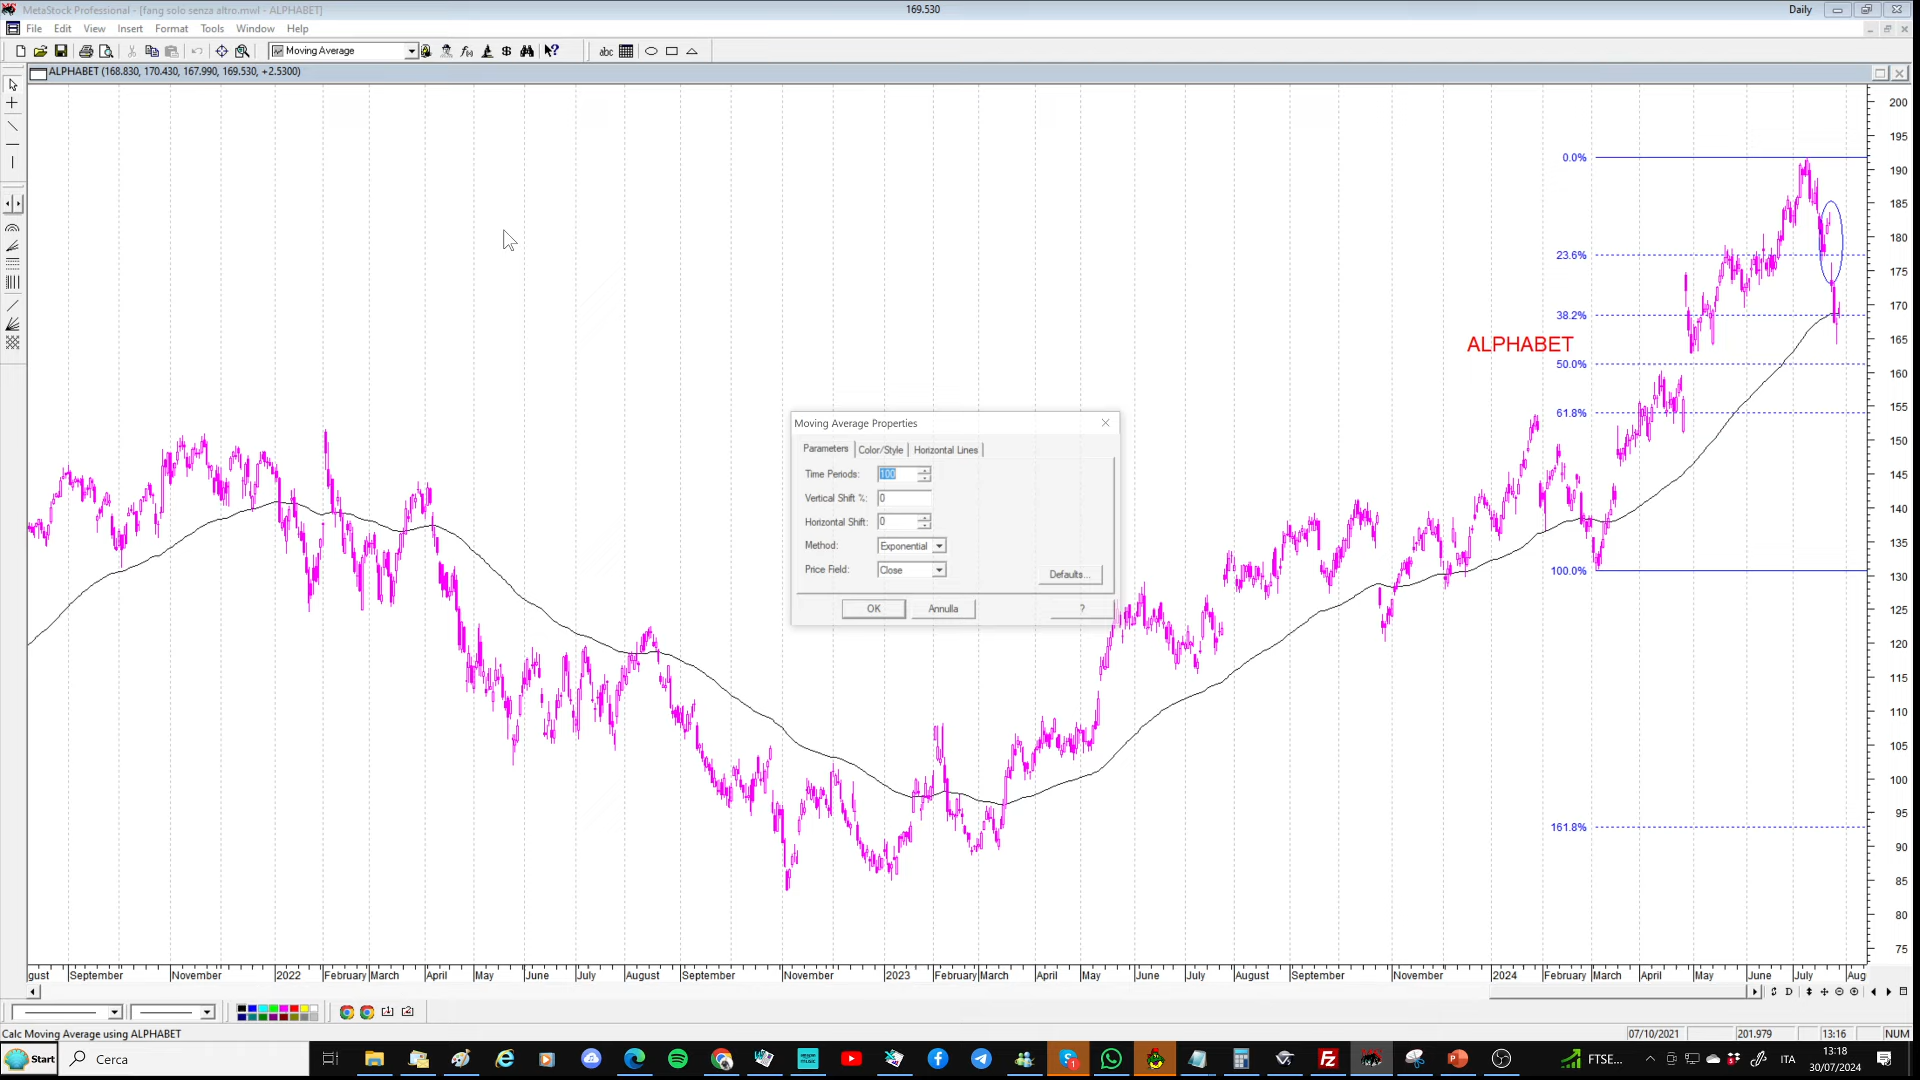 MetaStock Professional - [fang solo senza altro.mwl - ALPHABET]
169.530
Daily
File Edit View Insert Format Tools Window Help
Moving Average
abc
ALPHABET (168.830, 170.430, 167.990, 169.530, +2.5300)
200
195
190
185
180
175
170
165
160
155
150
145
140
135
130
125
120
115
110
105
100
95
90
85
80
75
0.0%
23.6%
38.2%
ALPHABET
50.0%
61.8%
100.0%
161.8%
Moving Average Properties
Parameters Color/Style Horizontal Lines
Time Periods: 100
Vertical Shift %: 0
Horizontal Shift: 0
Method: Exponential
Price Field: Close
Defaults...
OK Annulla ?
gust September November 2022 February March April May June July August September November 2023 February March April May June July August September November 2024 February March April May June July Aug
D
Calc Moving Average using ALPHABET
07/10/2021 201.979 13:16 NUM
Start Cerca FTSE... ITA 13:18
30/07/2024